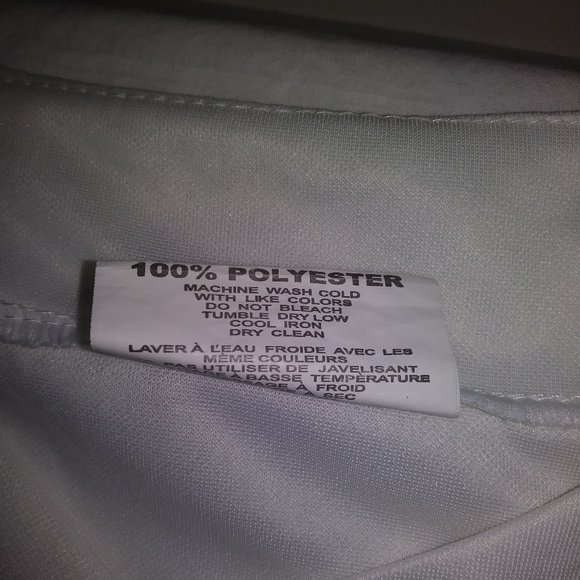 100% POLYESTER
MACHINE WASH COLD
WITH LIKE COLORS
DO NOT BLEACH
TUMBLE DRY LOW
COOL IRON
DRY CLEAN
LAVER À L'EAU FROIDE AVEC LES
MÊME COULEURS
PAS UTILISER DE JAVELISANT
À BASSE TEMPÉRATURE
À FROID
À SEC